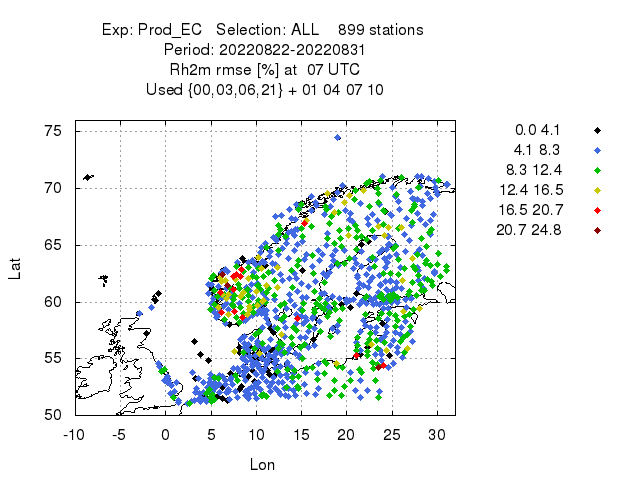 Exp: Prod_EC Selection: ALL 899 stations
Period: 20220822-20220831
Rh2m rmse [%] at 07 UTC
Used {00,03,06,21} + 01 04 07 10
0.0 4.1
4.1 8.3
8.3 12.4
12.4 16.5
16.5 20.7
20.7 24.8
Lat
75
70
65
60
55
50
-10 -5 0 5 10 15 20 25 30
Lon